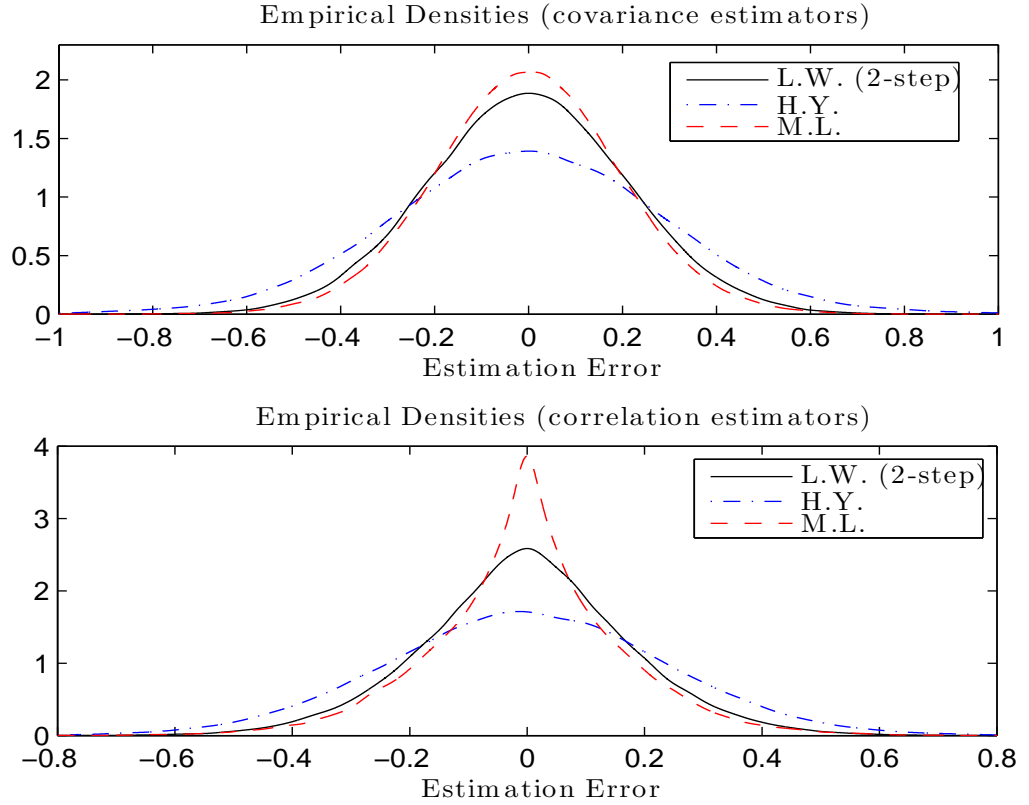 Empirical Densities (covariance estimators)
2
1.5
1
0.5
0
L.W. (2-step)
H.Y.
M.L.
−1 −0.8 −0.6 −0.4 −0.2 0 0.2 0.4 0.6 0.8 1
Estimation Error
Empirical Densities (correlation estimators)
4
3
2
1
0
L.W. (2-step)
H.Y.
M.L.
−0.8 −0.6 −0.4 −0.2 0 0.2 0.4 0.6 0.8
Estimation Error